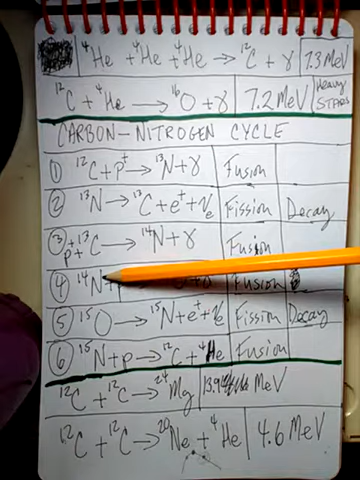 ⁴He + ⁴He + ⁴He → ¹²C + γ 7.3 MeV
¹²C + ⁴He → ¹⁶O + γ 7.2 MeV Heavy STARS
CARBON-NITROGEN CYCLE
① ¹²C + p⁺ → ¹³N + γ Fusion
② ¹³N → ¹³C + e⁺ + νe Fission Decay
③ p⁺ + ¹³C → ¹⁴N + γ Fusion
④ ¹⁴N + Fusion
⑤ ¹⁵O → ¹⁵N + e⁺ + νe Fission Decay
⑥ ¹⁵N + p → ¹²C + ⁴He Fusion
¹²C + ¹²C → ²⁴Mg 13.9 MeV
¹²C + ¹²C → ²⁰Ne + ⁴He 4.6 MeV